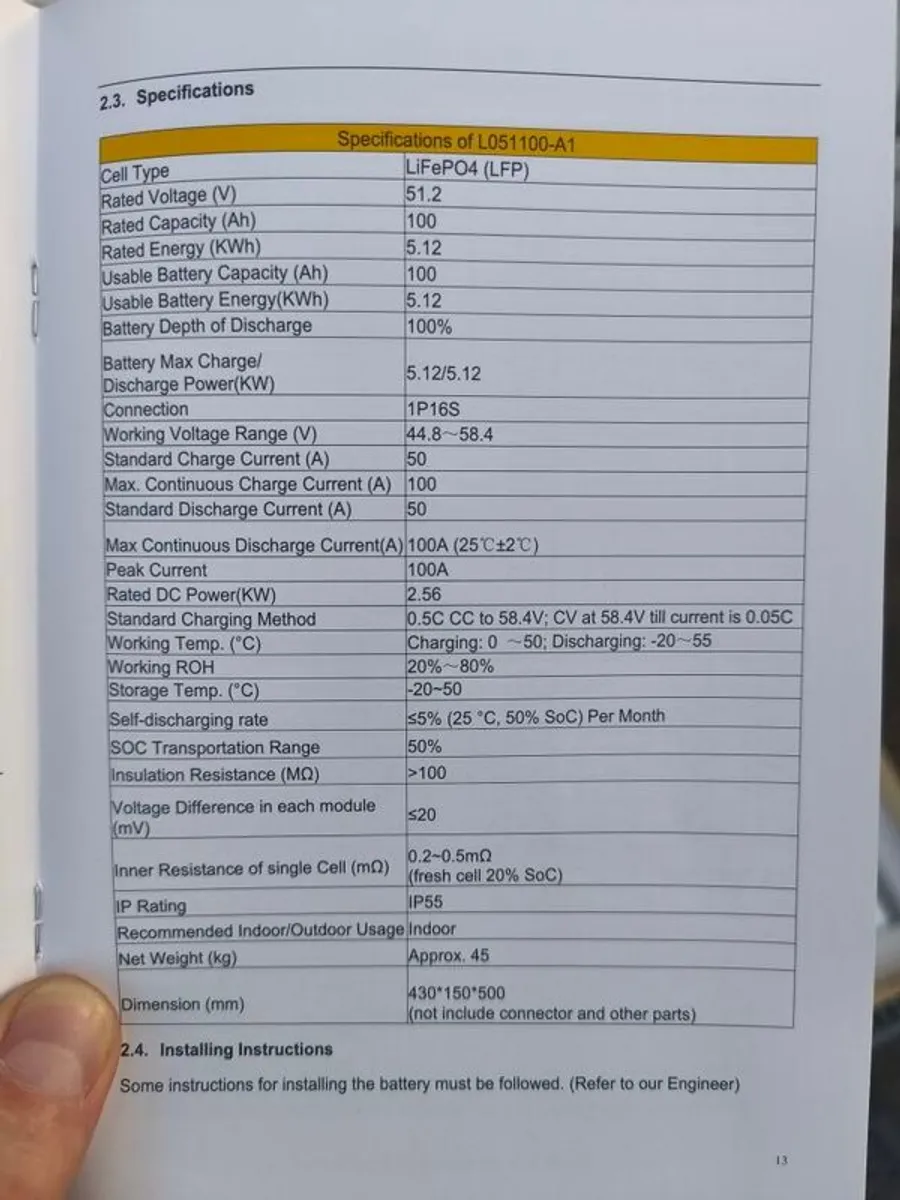 2.3. Specifications
Specifications of L051100-A1
Cell Type LiFePO4 (LFP)
Rated Voltage (V) 51.2
Rated Capacity (Ah) 100
Rated Energy (KWh) 5.12
Usable Battery Capacity (Ah) 100
Usable Battery Energy(KWh) 5.12
Battery Depth of Discharge 100%
Battery Max Charge/
Discharge Power(KW) 5.12/5.12
Connection 1P16S
Working Voltage Range (V) 44.8～58.4
Standard Charge Current (A) 50
Max. Continuous Charge Current (A) 100
Standard Discharge Current (A) 50
Max Continuous Discharge Current(A) 100A (25℃±2℃)
Peak Current 100A
Rated DC Power(KW) 2.56
Standard Charging Method 0.5C CC to 58.4V; CV at 58.4V till current is 0.05C
Working Temp. (°C) Charging: 0 ～50; Discharging: -20～55
Working ROH 20%～80%
Storage Temp. (°C) -20~50
Self-discharging rate ≤5% (25 °C, 50% SoC) Per Month
SOC Transportation Range 50%
Insulation Resistance (MΩ) >100
Voltage Difference in each module
(mV) ≤20
Inner Resistance of single Cell (mΩ) 0.2~0.5mΩ
(fresh cell 20% SoC)
IP Rating IP55
Recommended Indoor/Outdoor Usage Indoor
Net Weight (kg) Approx. 45
Dimension (mm) 430*150*500
(not include connector and other parts)
2.4. Installing Instructions
Some instructions for installing the battery must be followed. (Refer to our Engineer)
13